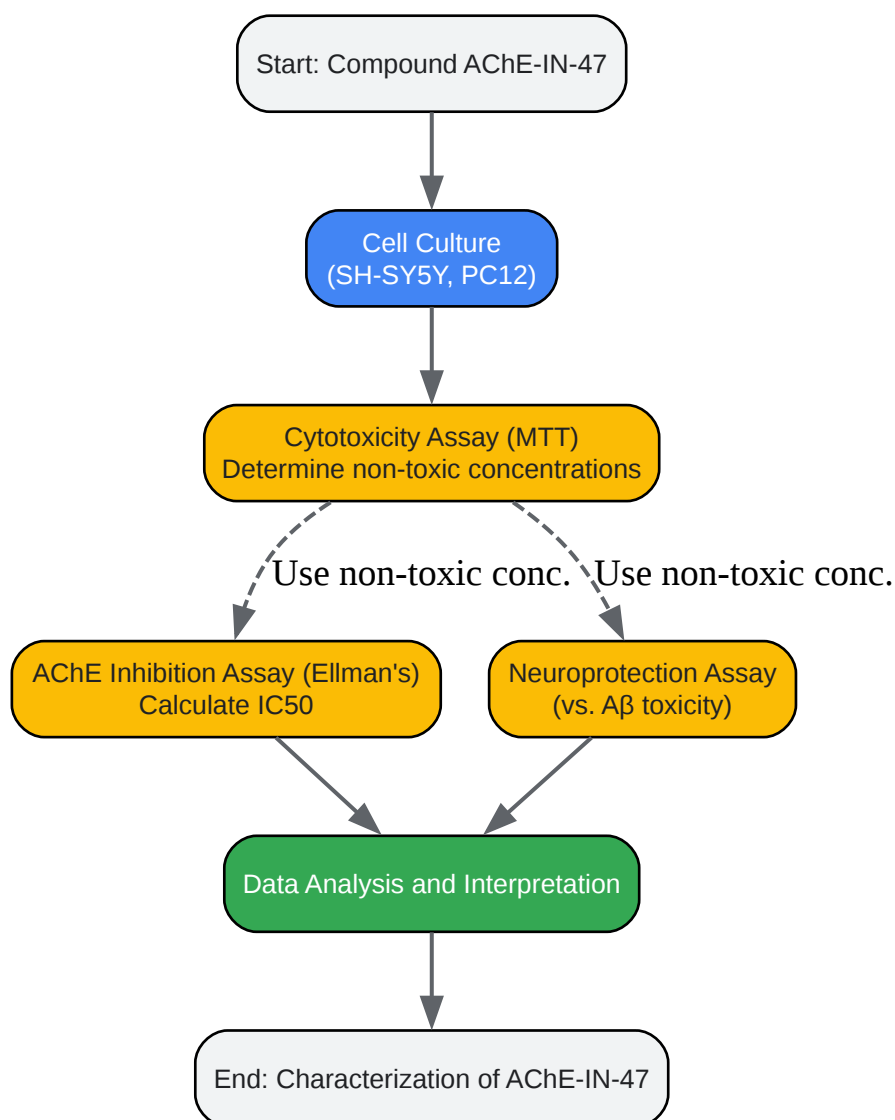 Start: Compound AChE-IN-47
Cell Culture
(SH-SY5Y, PC12)
Cytotoxicity Assay (MTT)
Determine non-toxic concentrations
Use non-toxic conc.
Use non-toxic conc.
AChE Inhibition Assay (Ellman's)
Calculate IC50
Neuroprotection Assay
(vs. Aβ toxicity)
Data Analysis and Interpretation
End: Characterization of AChE-IN-47